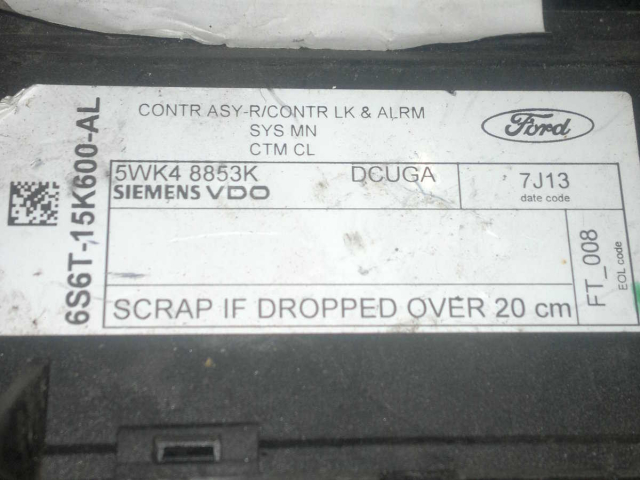 CONTR ASY-R/CONTR LK & ALRM
SYS MN
CTM CL
Ford
6S6T-15K600-AL
5WK4 8853K DCUGA
SIEMENS VDO
7J13
date code
FT_008
EOL code
SCRAP IF DROPPED OVER 20 cm